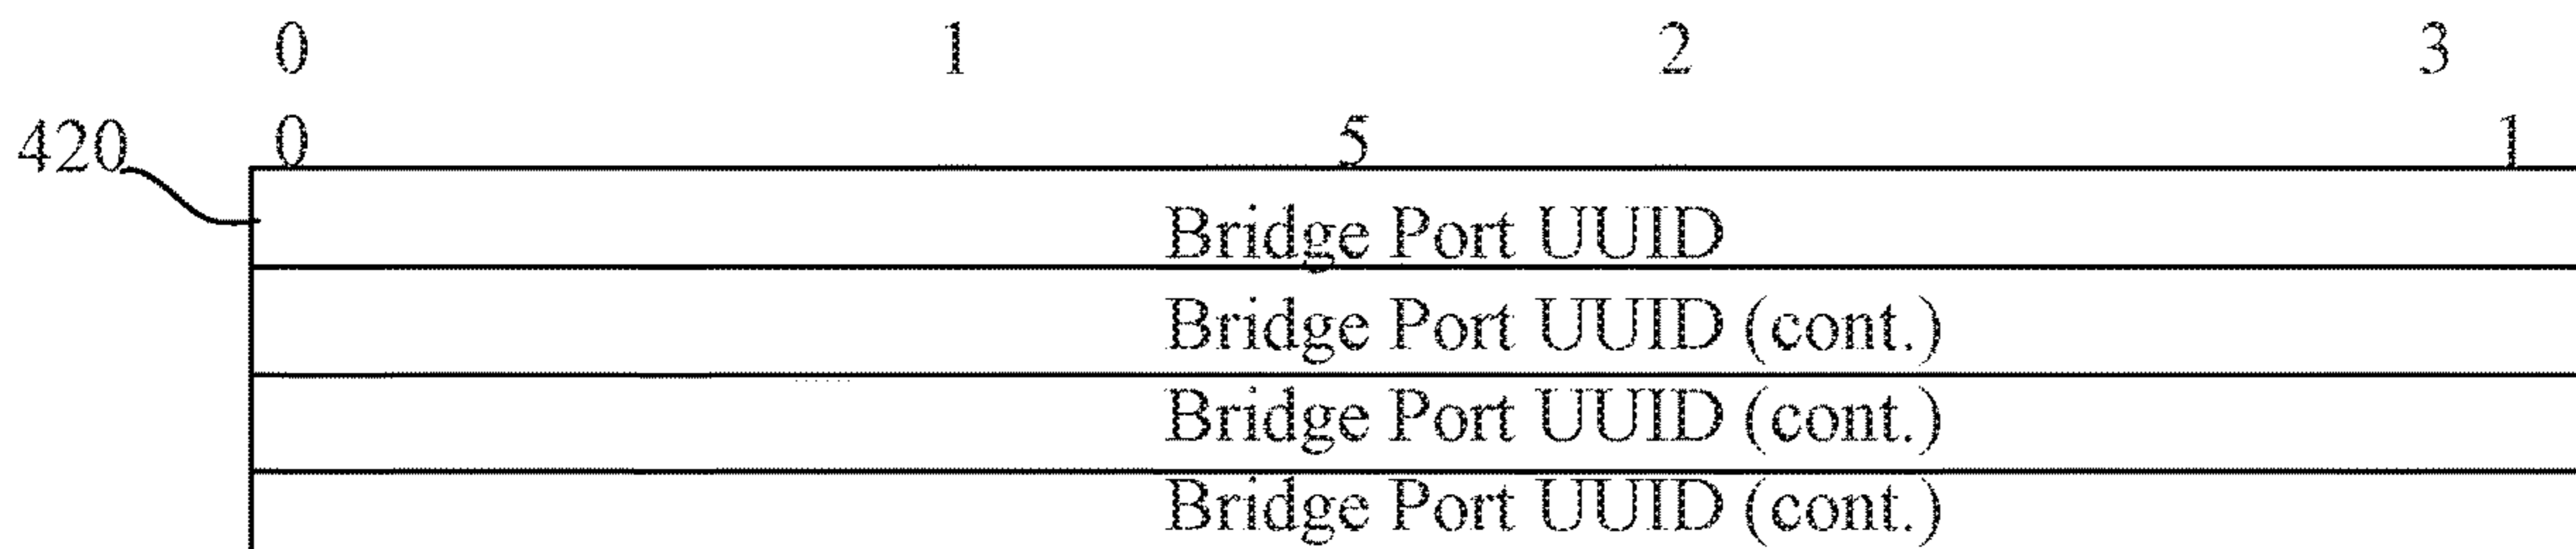 0 1 2 3
420 0 5 1
Bridge Port UUID
Bridge Port UUID (cont.)
Bridge Port UUID (cont.)
Bridge Port UUID (cont.)